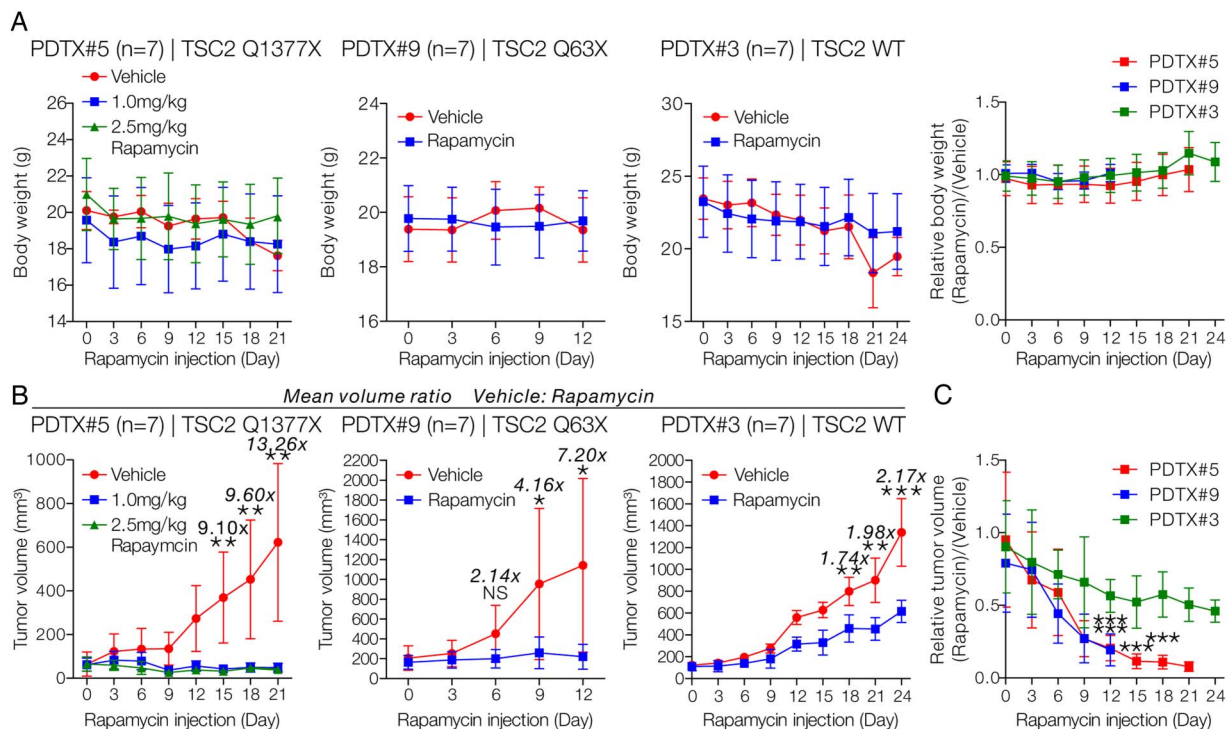 A
PDTX#5 (n=7) | TSC2 Q1377X
Vehicle
1.0mg/kg
2.5mg/kg
Rapamycin
Body weight (g)
26
24
22
20
18
16
14
0 3 6 9 12 15 18 21
Rapamycin injection (Day)
PDTX#9 (n=7) | TSC2 Q63X
Vehicle
Rapamycin
Body weight (g)
24
22
20
18
16
0 3 6 9 12
Rapamycin injection (Day)
PDTX#3 (n=7) | TSC2 WT
Vehicle
Rapamycin
Body weight (g)
30
25
20
15
0 3 6 9 12 15 18 21 24
Rapamycin injection (Day)
PDTX#5
PDTX#9
PDTX#3
Relative body weight
(Rapamycin)/(Vehicle)
1.5
1.0
0.5
0.0
0 3 6 9 12 15 18 21 24
Rapamycin injection (Day)
B
Mean volume ratio Vehicle: Rapamycin
PDTX#5 (n=7) | TSC2 Q1377X
Vehicle
1.0mg/kg
2.5mg/kg
Rapaymcin
13.26x
**
9.60x
**
9.10x
**
Tumor volume (mm³)
1000
800
600
400
200
0
0 3 6 9 12 15 18 21
Rapamycin injection (Day)
PDTX#9 (n=7) | TSC2 Q63X
Vehicle
Rapamycin
7.20x
*
4.16x
*
2.14x
NS
Tumor volume (mm³)
2200
2000
1800
1600
1400
1200
1000
800
600
400
200
0
0 3 6 9 12
Rapamycin injection (Day)
PDTX#3 (n=7) | TSC2 WT
Vehicle
Rapamycin
2.17x
***
1.98x
**
1.74x
**
Tumor volume (mm³)
2000
1800
1600
1400
1200
1000
800
600
400
200
0
0 3 6 9 12 15 18 21 24
Rapamycin injection (Day)
C
PDTX#5
PDTX#9
PDTX#3
Relative tumor volume
(Rapamycin)/(Vehicle)
1.5
1.0
0.5
0.0
***
***
***
***
0 3 6 9 12 15 18 21 24
Rapamycin injection (Day)